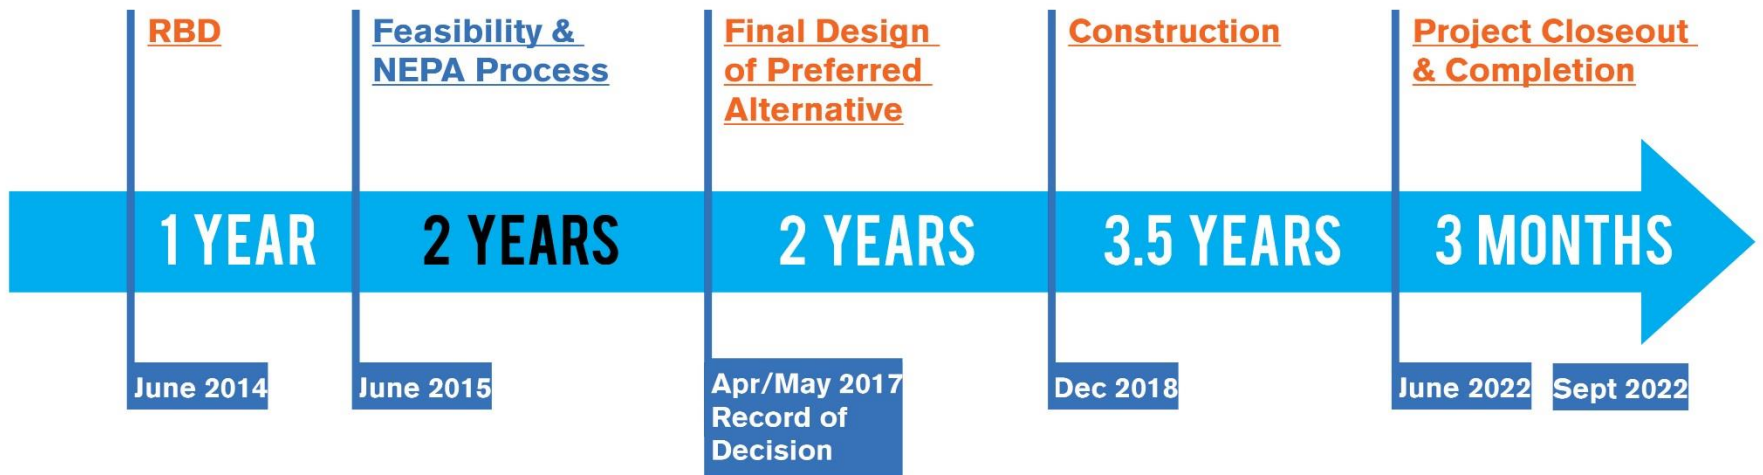 RBD
Feasibility &
NEPA Process
Final Design
of Preferred
Alternative
Construction
Project Closeout
& Completion
1 YEAR
2 YEARS
2 YEARS
3.5 YEARS
3 MONTHS
June 2014
June 2015
Apr/May 2017
Record of
Decision
Dec 2018
June 2022
Sept 2022